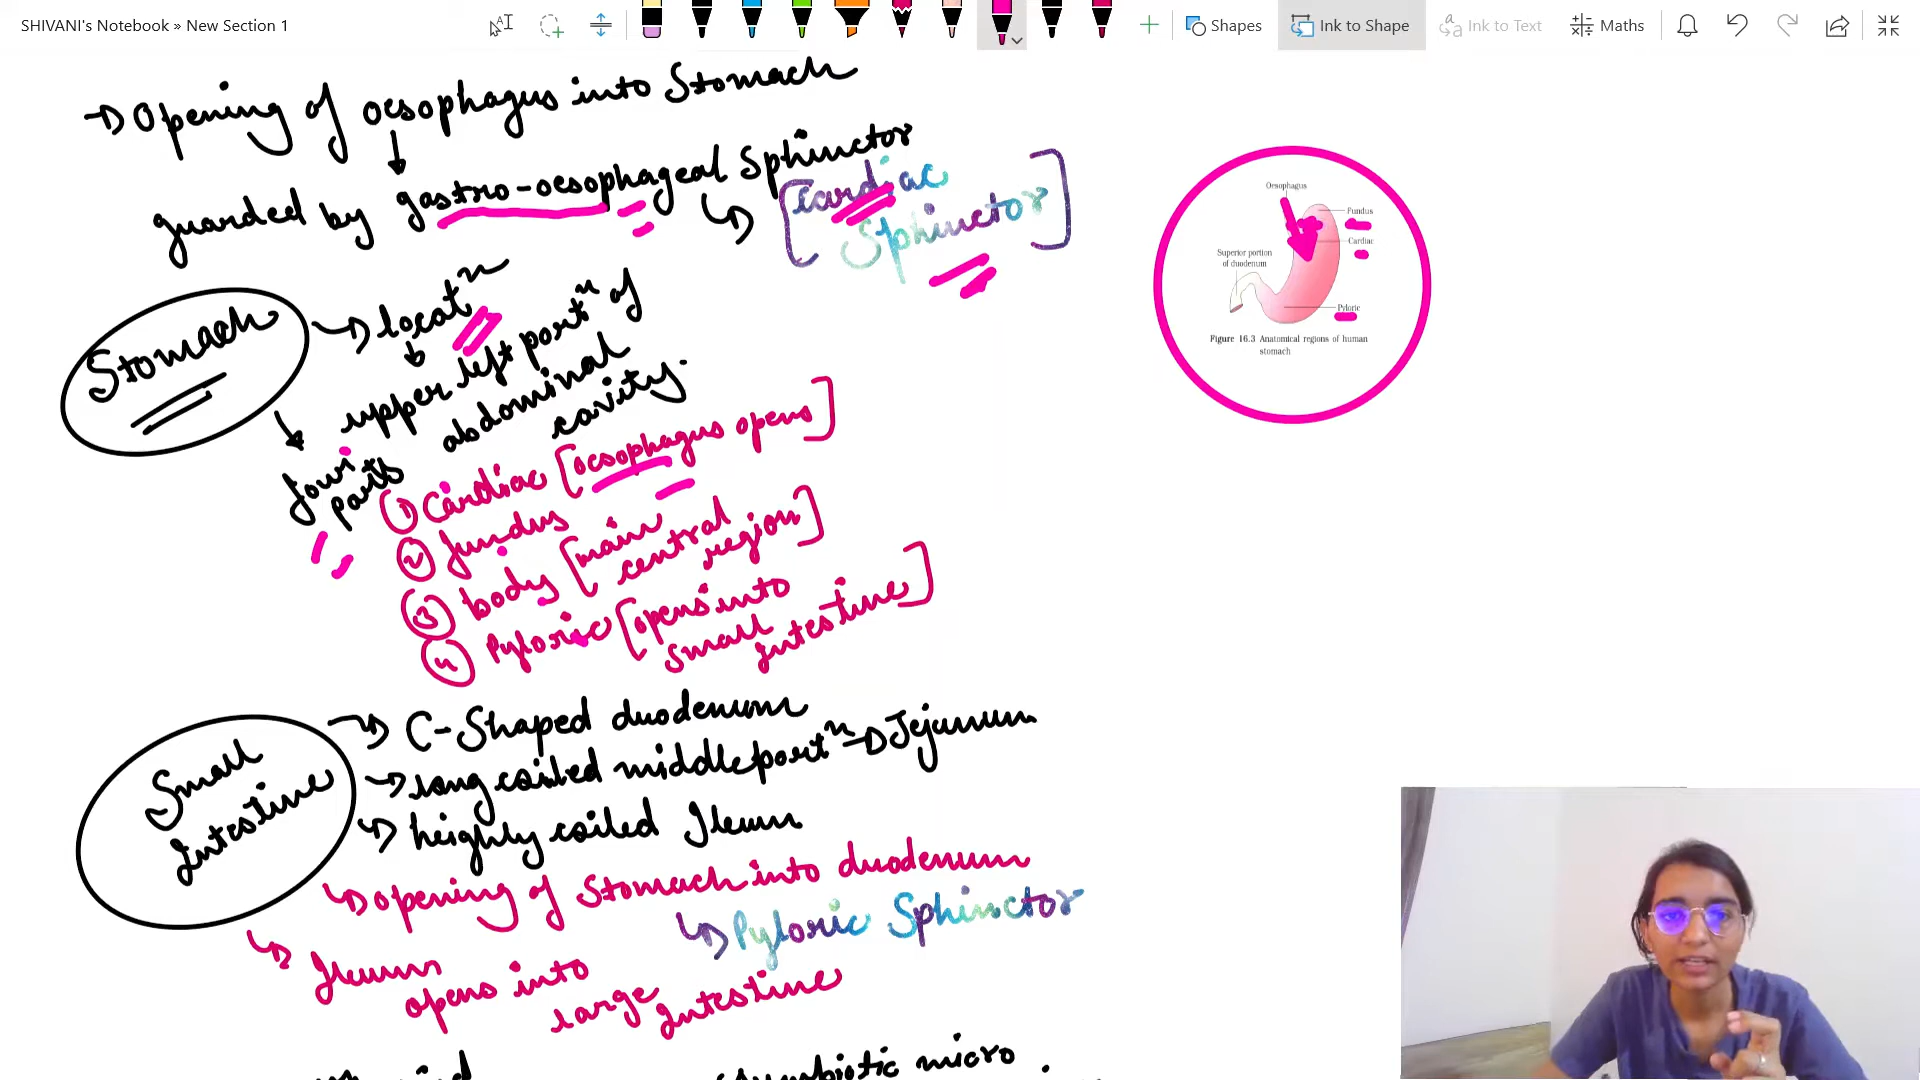 SHIVANI's Notebook » New Section 1
Shapes
Ink to Shape
Ink to Text
Maths
→ Opening of oesophagus into Stomach
guarded by gastro-oesophageal Sphinctor
[Cardiac
Sphinctor]
Stomach
→ locatn
upper left portn of
abdominal
cavity.
four
parts
① Cardiac [oesophagus opens]
② fundus
③ body [main
central
region]
④ Pyloric [opens into
small
intestine]
Oesophagus
Fundus
Cardiac
Superior portion
of duodenum
Pyloric
Figure 16.3 Anatomical regions of human
stomach
Small
Intestine
→ C-Shaped duodenum
→ long coiled middle portn → Jejunum
→ heighly coiled Ileum
→ opening of Stomach into duodenum
→ Pyloric Sphinctor
→ Ileum
opens into
large
intestine
Symbiotic micro